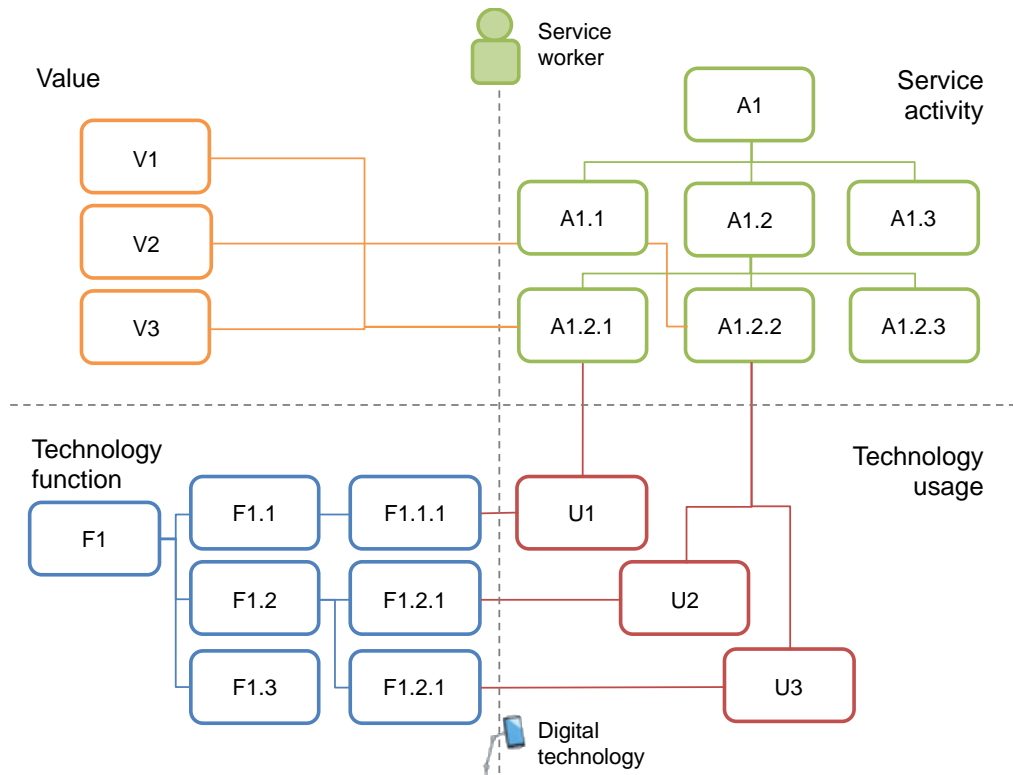 Service
worker
Value
Service
activity
A1
V1
A1.1
A1.2
A1.3
V2
V3
A1.2.1
A1.2.2
A1.2.3
Technology
function
Technology
usage
F1
F1.1
F1.1.1
U1
F1.2
F1.2.1
U2
F1.3
F1.2.1
U3
Digital
technology